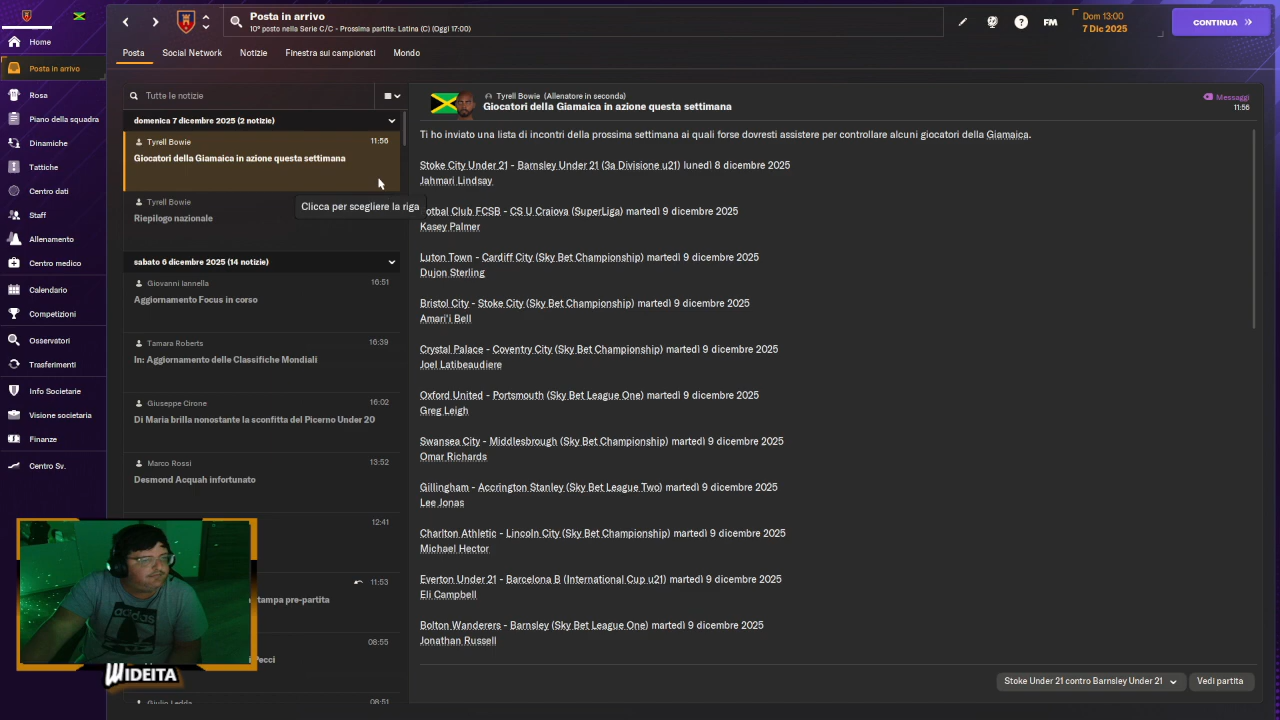 Posta in arrivo
10° posto nella Serie C/C - Prossima partita: Latina (C) (Oggi 17:00)
FM
Dom 13:00
7 Dic 2025
CONTINUA
Posta
Social Network
Notizie
Finestra sui campionati
Mondo
Home
Posta in arrivo
Rosa
Piano della squadra
Dinamiche
Tattiche
Centro dati
Staff
Allenamento
Centro medico
Calendario
Competizioni
Osservatori
Trasferimenti
Info Societarie
Visione societaria
Finanze
Centro Sv.
Tutte le notizie
domenica 7 dicembre 2025 (2 notizie)
Tyrell Bowie 11:56
Giocatori della Giamaica in azione questa settimana
Tyrell Bowie
Riepilogo nazionale
Clicca per scegliere la riga
sabato 6 dicembre 2025 (14 notizie)
Giovanni Iannella 16:51
Aggiornamento Focus in corso
Tamara Roberts 16:39
In: Aggiornamento delle Classifiche Mondiali
Giuseppe Cirone 16:02
Di Maria brilla nonostante la sconfitta del Picerno Under 20
Marco Rossi 13:52
Desmond Acquah infortunato
12:41
11:53
stampa pre-partita
08:55
i Pecci
Giulio Ledda 08:51
adidas
WIDEITA
Tyrell Bowie (Allenatore in seconda)
Giocatori della Giamaica in azione questa settimana
Messaggi
11:56
Ti ho inviato una lista di incontri della prossima settimana ai quali forse dovresti assistere per controllare alcuni giocatori della Giamaica.
Stoke City Under 21 - Barnsley Under 21 (3a Divisione u21) lunedì 8 dicembre 2025
Jahmari Lindsay
Fotbal Club FCSB - CS U Craiova (SuperLiga) martedì 9 dicembre 2025
Kasey Palmer
Luton Town - Cardiff City (Sky Bet Championship) martedì 9 dicembre 2025
Dujon Sterling
Bristol City - Stoke City (Sky Bet Championship) martedì 9 dicembre 2025
Amari'i Bell
Crystal Palace - Coventry City (Sky Bet Championship) martedì 9 dicembre 2025
Joel Latibeaudiere
Oxford United - Portsmouth (Sky Bet League One) martedì 9 dicembre 2025
Greg Leigh
Swansea City - Middlesbrough (Sky Bet Championship) martedì 9 dicembre 2025
Omar Richards
Gillingham - Accrington Stanley (Sky Bet League Two) martedì 9 dicembre 2025
Lee Jonas
Charlton Athletic - Lincoln City (Sky Bet Championship) martedì 9 dicembre 2025
Michael Hector
Everton Under 21 - Barcelona B (International Cup u21) martedì 9 dicembre 2025
Eli Campbell
Bolton Wanderers - Barnsley (Sky Bet League One) martedì 9 dicembre 2025
Jonathan Russell
Stoke Under 21 contro Barnsley Under 21
Vedi partita